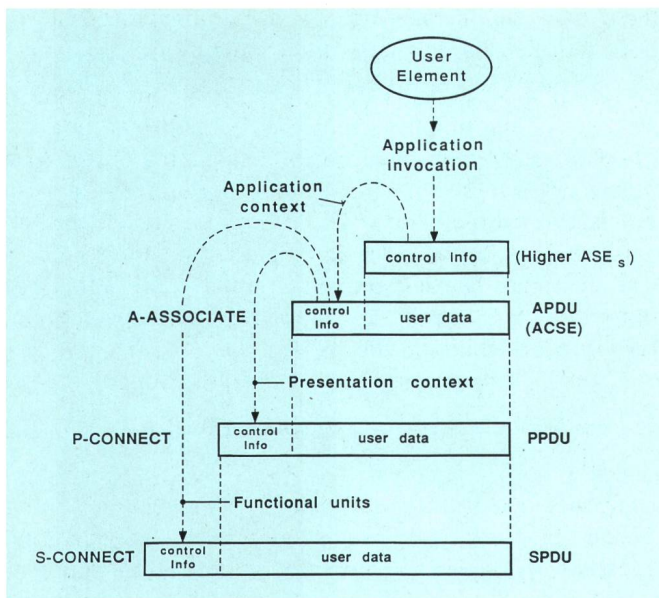 User
Element
Application
invocation
Application
context
control info
(Higher ASEs)
A-ASSOCIATE
control
Info
user data
APDU
(ACSE)
Presentation context
P-CONNECT
control
Info
user data
PPDU
Functional units
S-CONNECT
control
Info
user data
SPDU